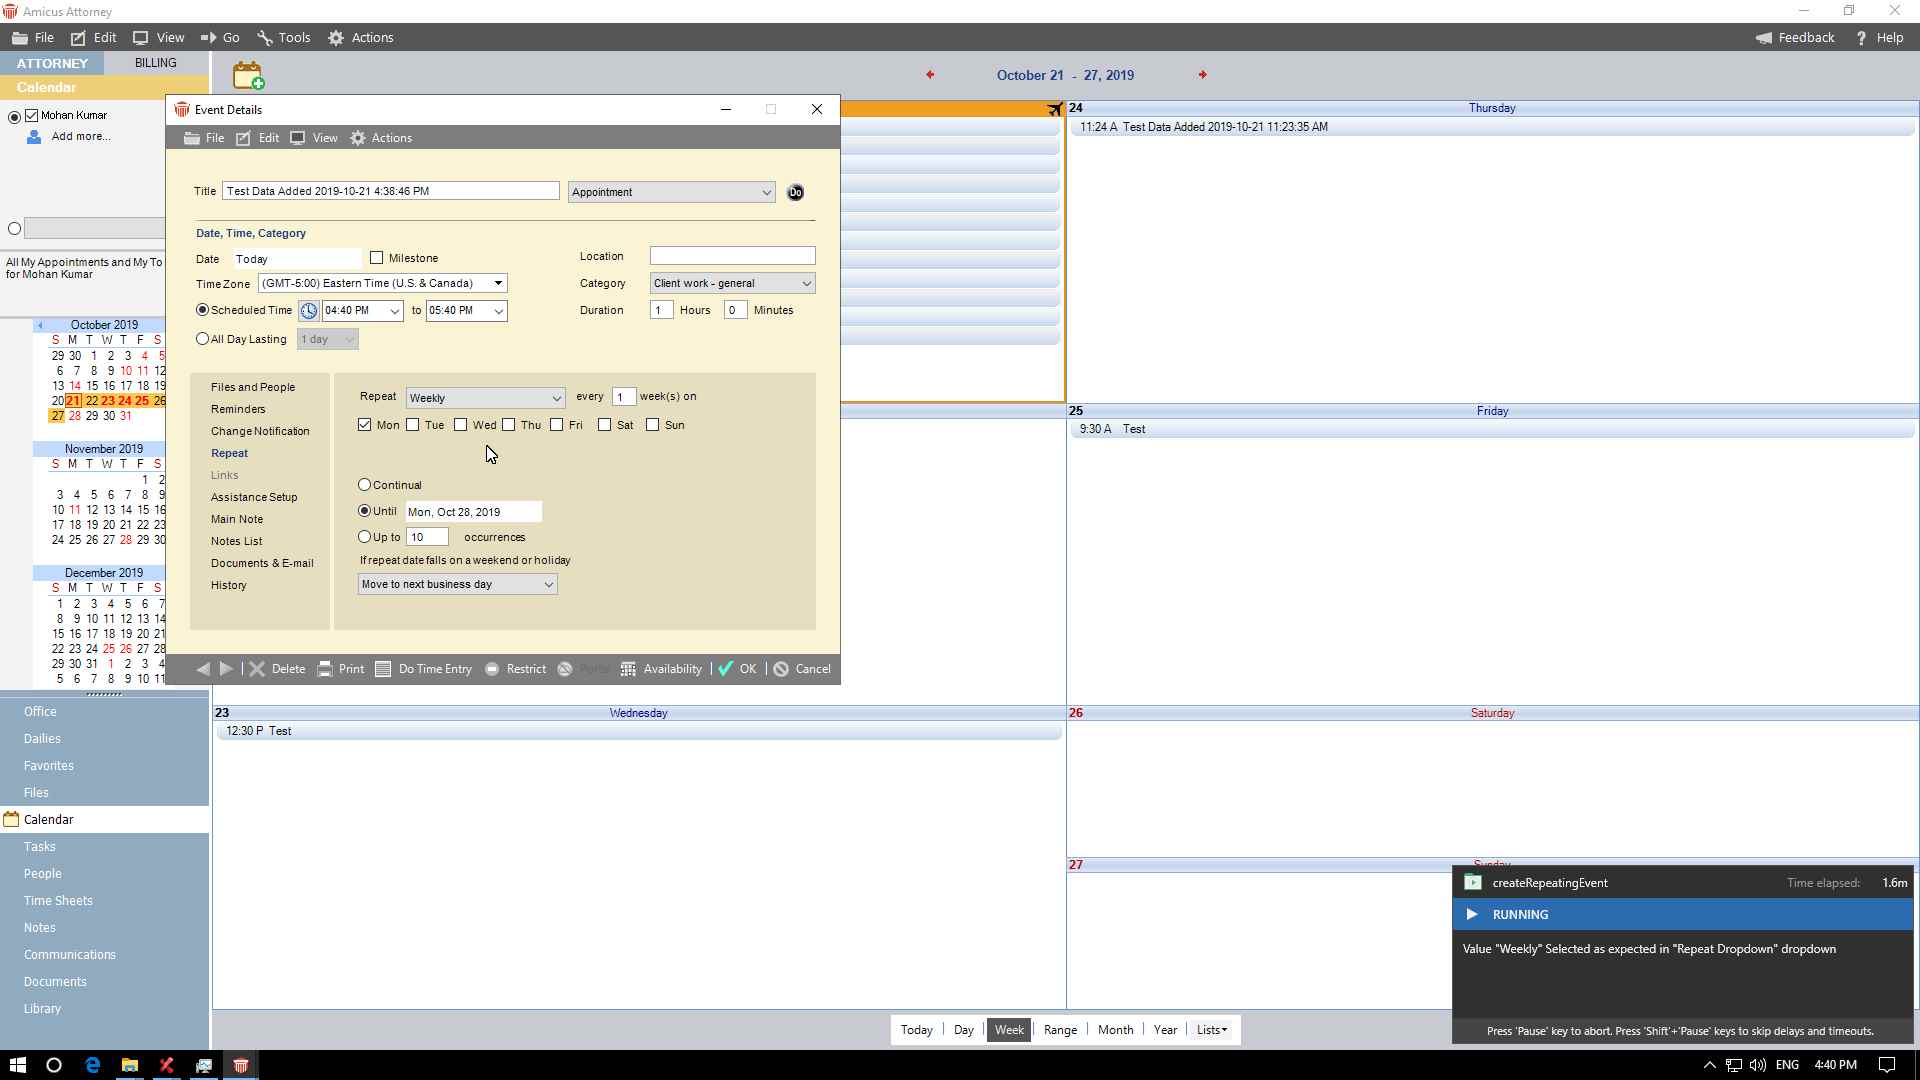 Amicus Attorney
File Edit View Go Tools Actions Feedback ? Help
ATTORNEY BILLING
Calendar
October 21 - 27, 2019
Mohan Kumar
Add more...
All My Appointments and My To
for Mohan Kumar
October 2019
S M T W T F S
29 30 1 2 3 4 5
6 7 8 9 10 11 12
13 14 15 16 17 18 19
20 21 22 23 24 25 26
27 28 29 30 31
November 2019
S M T W T F S
1 2
3 4 5 6 7 8 9
10 11 12 13 14 15 16
17 18 19 20 21 22 23
24 25 26 27 28 29 30
December 2019
S M T W T F S
1 2 3 4 5 6 7
8 9 10 11 12 13 14
15 16 17 18 19 20 21
22 23 24 25 26 27 28
29 30 31 1 2 3 4
5 6 7 8 9 10 11
Office
Dailies
Favorites
Files
Calendar
Tasks
People
Time Sheets
Notes
Communications
Documents
Library
Event Details
File Edit View Actions
Title Test Data Added 2019-10-21 4:38:46 PM Appointment Do
Date, Time, Category
Date Today Milestone Location
Time Zone (GMT-5:00) Eastern Time (U.S. & Canada) Category Client work - general
Scheduled Time 04:40 PM to 05:40 PM Duration 1 Hours 0 Minutes
All Day Lasting 1 day
Files and People
Reminders
Change Notification
Repeat
Links
Assistance Setup
Main Note
Notes List
Documents & E-mail
History
Repeat Weekly every 1 week(s) on
Mon Tue Wed Thu Fri Sat Sun
Continual
Until Mon, Oct 28, 2019
Up to 10 occurrences
If repeat date falls on a weekend or holiday
Move to next business day
Delete Print Do Time Entry Restrict Portal Availability OK Cancel
24 Thursday
11:24 A Test Data Added 2019-10-21 11:23:35 AM
25 Friday
9:30 A Test
23 Wednesday
12:30 P Test
26 Saturday
27 Sunday
createRepeatingEvent Time elapsed: 1.6m
RUNNING
Value "Weekly" Selected as expected in "Repeat Dropdown" dropdown
Press 'Pause' key to abort. Press 'Shift'+'Pause' keys to skip delays and timeouts.
Today Day Week Range Month Year Lists
ENG 4:40 PM